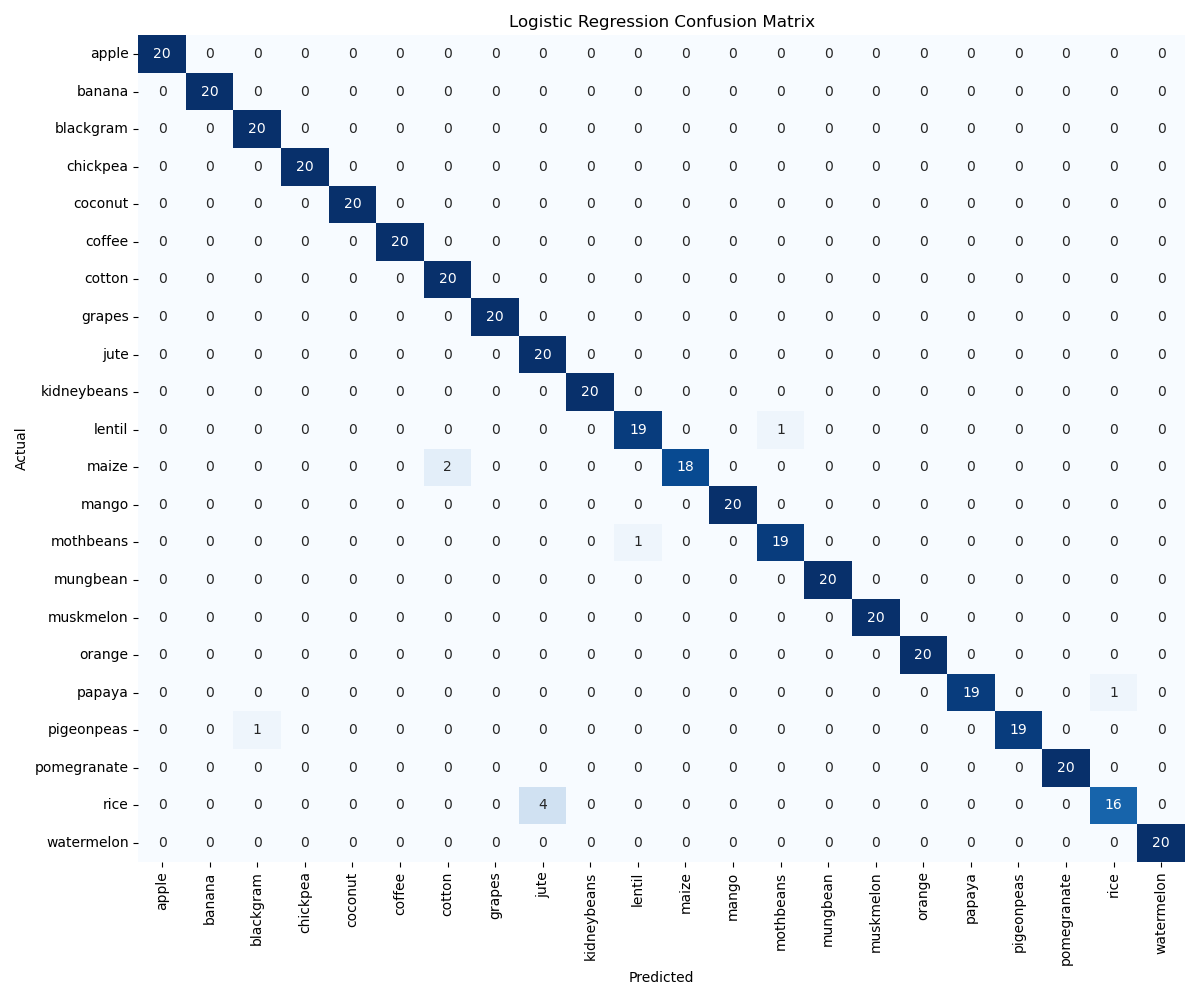 Logistic Regression Confusion Matrix
apple 20 0 0 0 0 0 0 0 0 0 0 0 0 0 0 0 0 0 0 0 0 0
banana 0 20 0 0 0 0 0 0 0 0 0 0 0 0 0 0 0 0 0 0 0 0
blackgram 0 0 20 0 0 0 0 0 0 0 0 0 0 0 0 0 0 0 0 0 0 0
chickpea 0 0 0 20 0 0 0 0 0 0 0 0 0 0 0 0 0 0 0 0 0 0
coconut 0 0 0 0 20 0 0 0 0 0 0 0 0 0 0 0 0 0 0 0 0 0
coffee 0 0 0 0 0 20 0 0 0 0 0 0 0 0 0 0 0 0 0 0 0 0
cotton 0 0 0 0 0 0 20 0 0 0 0 0 0 0 0 0 0 0 0 0 0 0
grapes 0 0 0 0 0 0 0 20 0 0 0 0 0 0 0 0 0 0 0 0 0 0
jute 0 0 0 0 0 0 0 0 20 0 0 0 0 0 0 0 0 0 0 0 0 0
kidneybeans 0 0 0 0 0 0 0 0 0 20 0 0 0 0 0 0 0 0 0 0 0 0
lentil 0 0 0 0 0 0 0 0 0 0 19 0 0 1 0 0 0 0 0 0 0 0
maize 0 0 0 0 0 0 2 0 0 0 0 18 0 0 0 0 0 0 0 0 0 0
mango 0 0 0 0 0 0 0 0 0 0 0 0 20 0 0 0 0 0 0 0 0 0
mothbeans 0 0 0 0 0 0 0 0 0 0 1 0 0 19 0 0 0 0 0 0 0 0
mungbean 0 0 0 0 0 0 0 0 0 0 0 0 0 0 20 0 0 0 0 0 0 0
muskmelon 0 0 0 0 0 0 0 0 0 0 0 0 0 0 0 20 0 0 0 0 0 0
orange 0 0 0 0 0 0 0 0 0 0 0 0 0 0 0 0 20 0 0 0 0 0
papaya 0 0 0 0 0 0 0 0 0 0 0 0 0 0 0 0 0 19 0 0 1 0
pigeonpeas 0 0 1 0 0 0 0 0 0 0 0 0 0 0 0 0 0 0 19 0 0 0
pomegranate 0 0 0 0 0 0 0 0 0 0 0 0 0 0 0 0 0 0 0 20 0 0
rice 0 0 0 0 0 0 0 0 4 0 0 0 0 0 0 0 0 0 0 0 16 0
watermelon 0 0 0 0 0 0 0 0 0 0 0 0 0 0 0 0 0 0 0 0 0 20
Actual
apple banana blackgram chickpea coconut coffee cotton grapes jute kidneybeans lentil maize mango mothbeans mungbean muskmelon orange papaya pigeonpeas pomegranate rice watermelon
Predicted